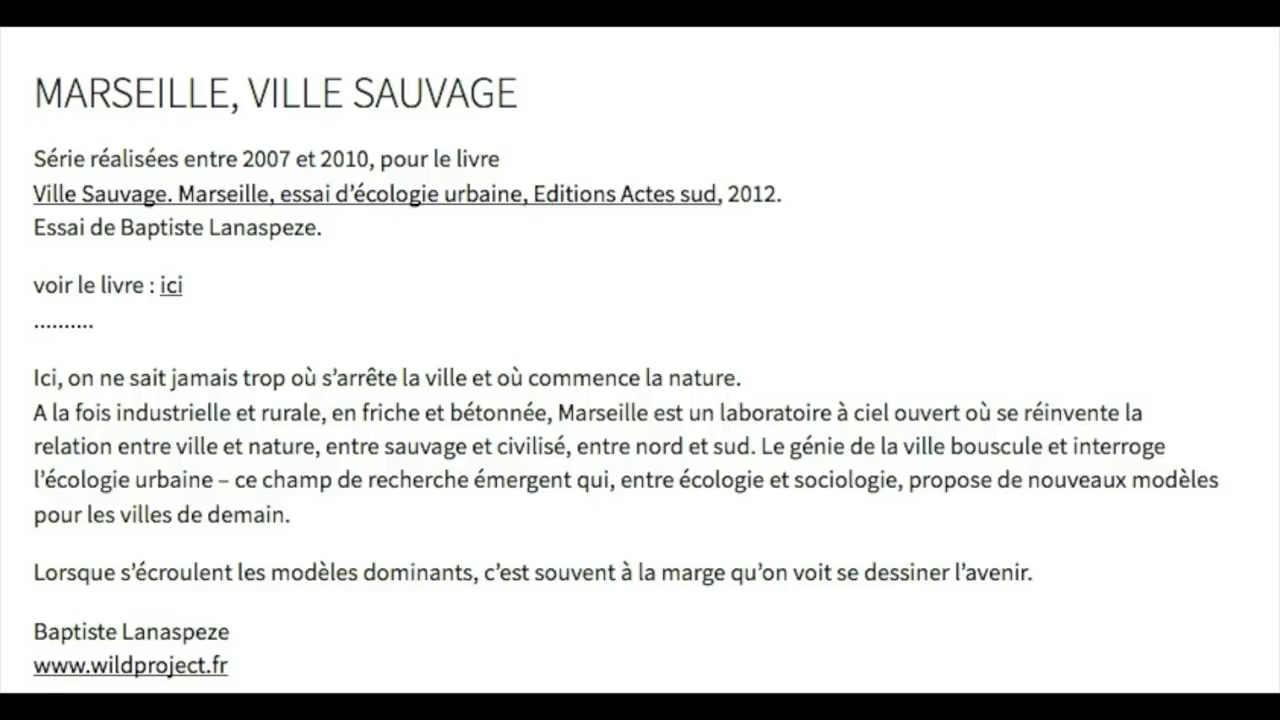 MARSEILLE, VILLE SAUVAGE
Série réalisées entre 2007 et 2010, pour le livre
Ville Sauvage. Marseille, essai d’écologie urbaine, Editions Actes sud, 2012.
Essai de Baptiste Lanaspeze.
voir le livre : ici
..........
Ici, on ne sait jamais trop où s’arrête la ville et où commence la nature.
A la fois industrielle et rurale, en friche et bétonnée, Marseille est un laboratoire à ciel ouvert où se réinvente la
relation entre ville et nature, entre sauvage et civilisé, entre nord et sud. Le génie de la ville bouscule et interroge
l’écologie urbaine – ce champ de recherche émergent qui, entre écologie et sociologie, propose de nouveaux modèles
pour les villes de demain.
Lorsque s’écroulent les modèles dominants, c’est souvent à la marge qu’on voit se dessiner l’avenir.
Baptiste Lanaspeze
www.wildproject.fr